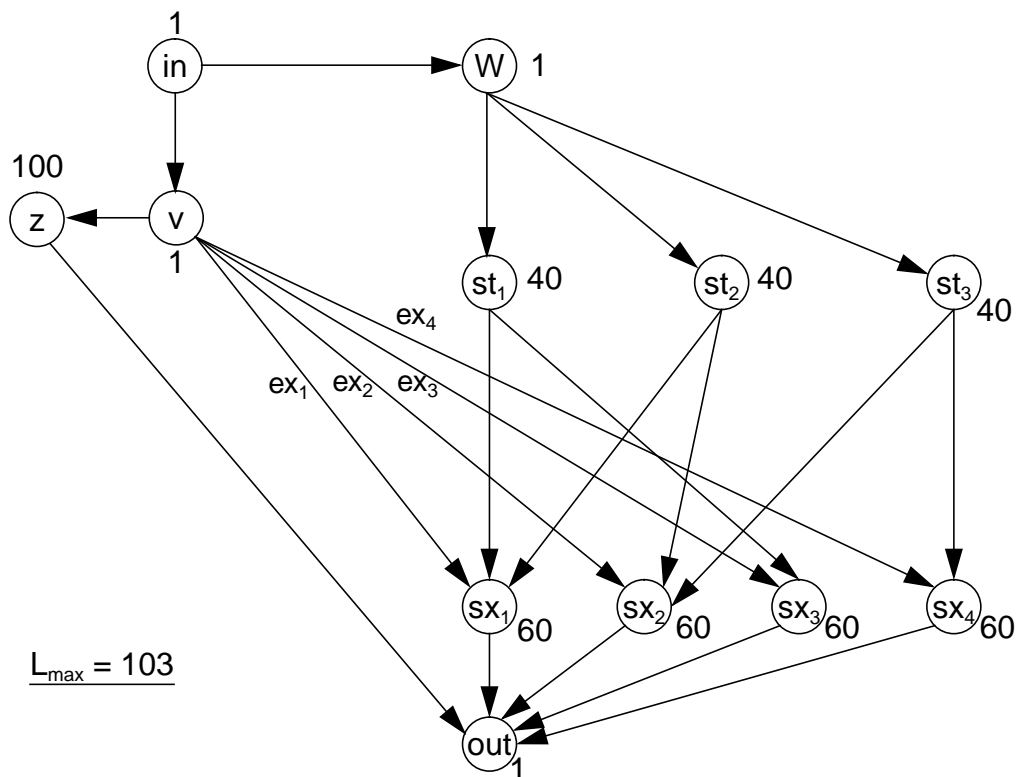 1
in
W
1
100
z
v
1
st₁
40
st₂
40
st₃
40
ex₄
ex₁
ex₂
ex₃
sx₁
60
sx₂
60
sx₃
60
sx₄
60
L_max = 103
out
1